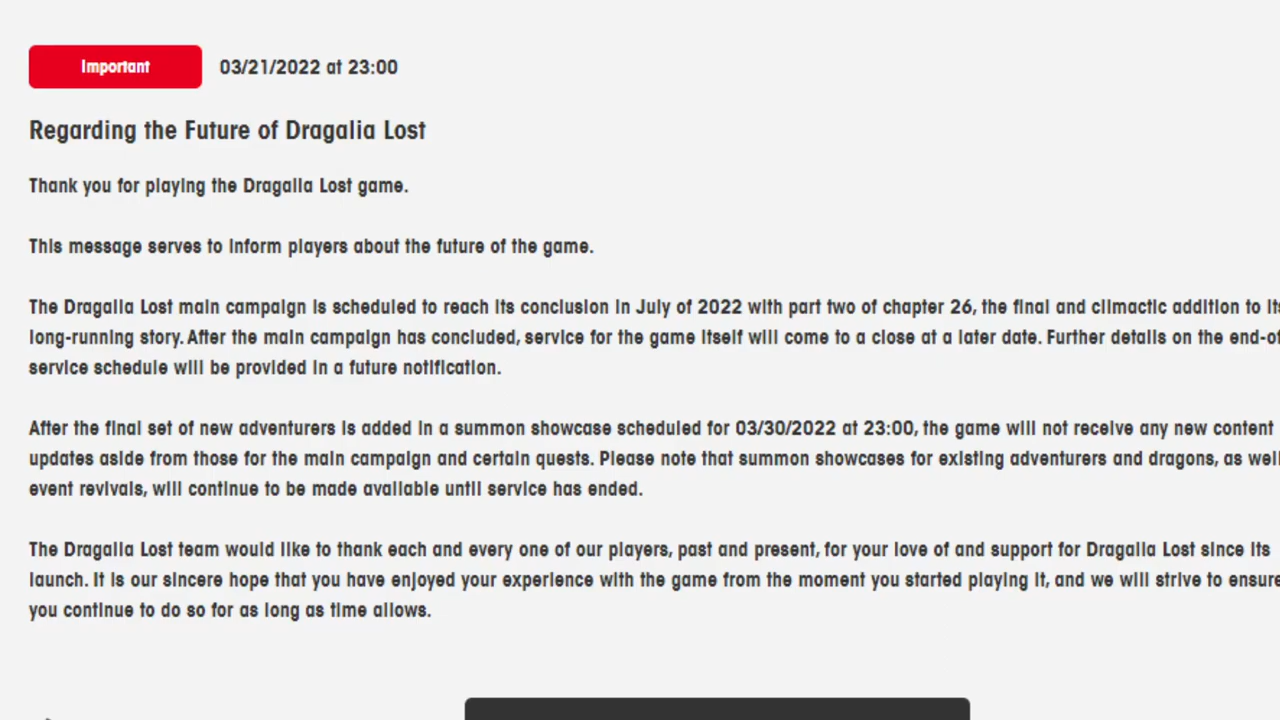 Important 03/21/2022 at 23:00
Regarding the Future of Dragalia Lost
Thank you for playing the Dragalia Lost game.
This message serves to inform players about the future of the game.
The Dragalia Lost main campaign is scheduled to reach its conclusion in July of 2022 with part two of chapter 26, the final and climactic addition to its
long-running story. After the main campaign has concluded, service for the game itself will come to a close at a later date. Further details on the end-of
service schedule will be provided in a future notification.
After the final set of new adventurers is added in a summon showcase scheduled for 03/30/2022 at 23:00, the game will not receive any new content
updates aside from those for the main campaign and certain quests. Please note that summon showcases for existing adventurers and dragons, as well
event revivals, will continue to be made available until service has ended.
The Dragalia Lost team would like to thank each and every one of our players, past and present, for your love of and support for Dragalia Lost since its
launch. It is our sincere hope that you have enjoyed your experience with the game from the moment you started playing it, and we will strive to ensure
you continue to do so for as long as time allows.